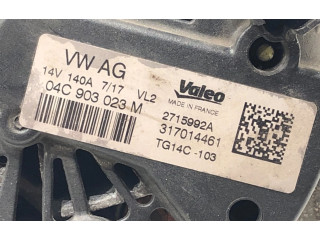 VW AG
14V 140A 7/17 VL2
04C 903 023 M
Valeo
MADE IN FRANCE
2715992A
317014461
TG14C -103